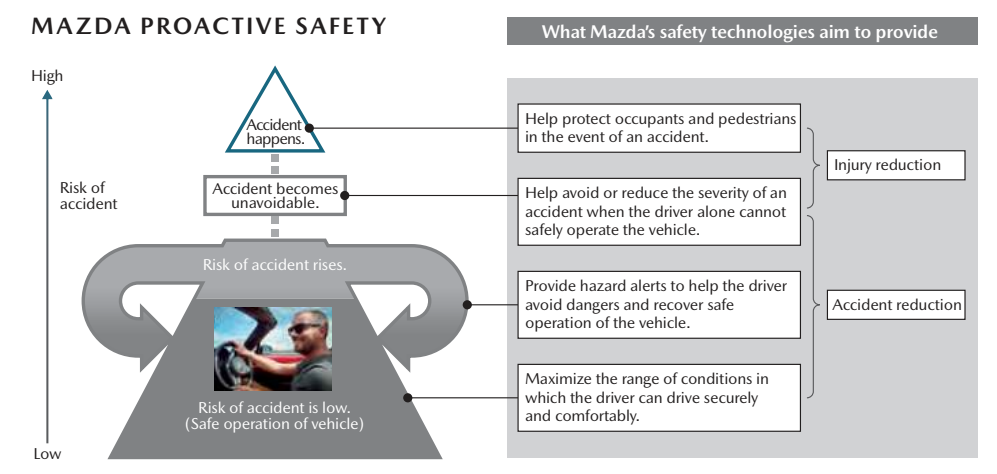 MAZDA PROACTIVE SAFETY
What Mazda's safety technologies aim to provide
High
Risk of
accident
Low
Accident
happens.
Accident becomes
unavoidable.
Risk of accident rises.
Risk of accident is low.
(Safe operation of vehicle)
Help protect occupants and pedestrians
in the event of an accident.
Help avoid or reduce the severity of an
accident when the driver alone cannot
safely operate the vehicle.
Provide hazard alerts to help the driver
avoid dangers and recover safe
operation of the vehicle.
Maximize the range of conditions in
which the driver can drive securely
and comfortably.
Injury reduction
Accident reduction